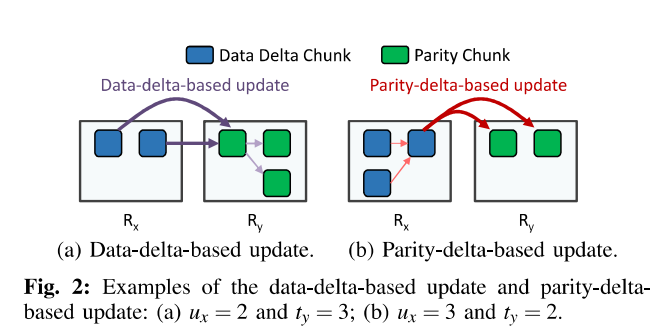 Data Delta Chunk Parity Chunk
Data-delta-based update Parity-delta-based update
Rx Ry Rx Ry
(a) Data-delta-based update. (b) Parity-delta-based update.
Fig. 2: Examples of the data-delta-based update and parity-delta-
based update: (a) ux = 2 and ty = 3; (b) ux = 3 and ty = 2.